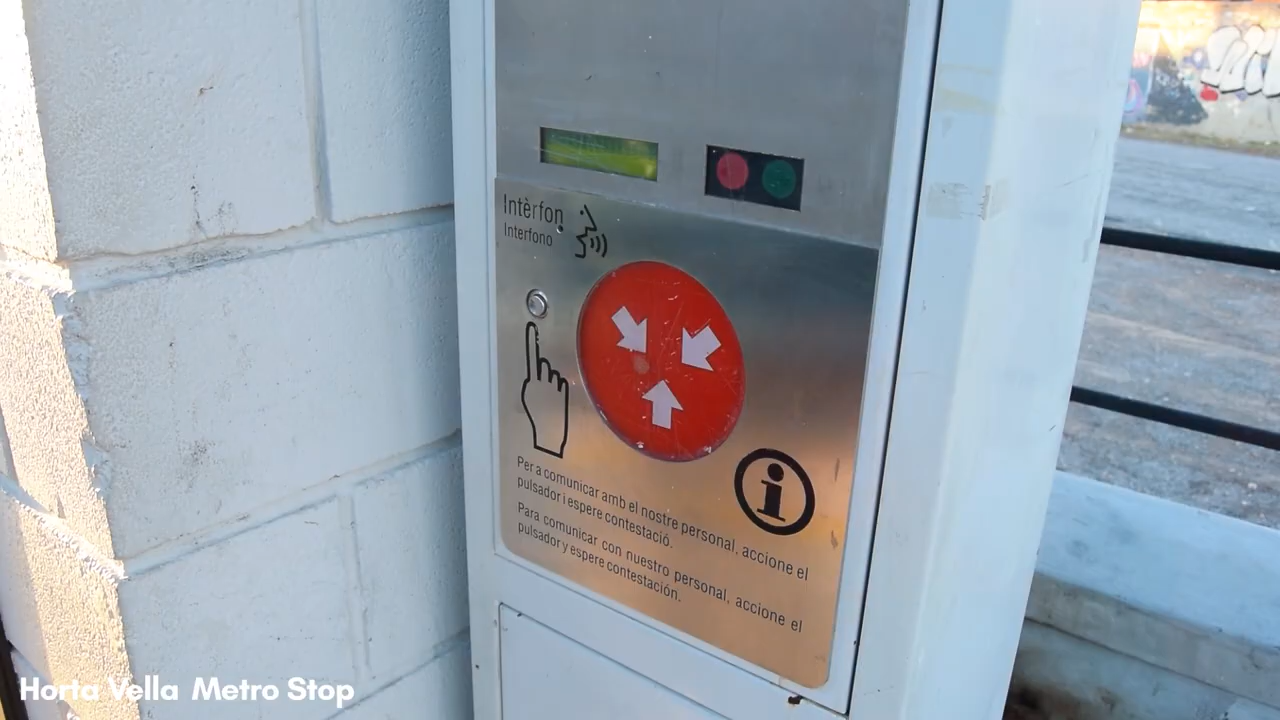 Intèrfon
Interfono
Per a comunicar amb el nostre personal, accione el
pulsador i espere contestació.
Para comunicar con nuestro personal, accione el
pulsador y espere contestación.
Horta Vella Metro Stop